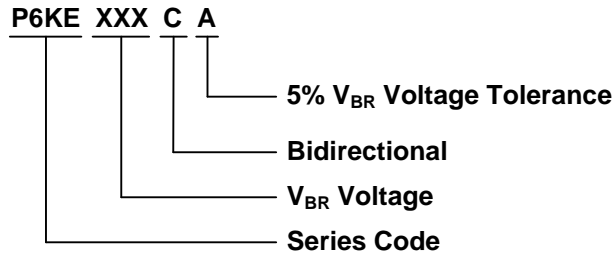 P6KE XXX C A
5% VBR Voltage Tolerance
Bidirectional
VBR Voltage
Series Code